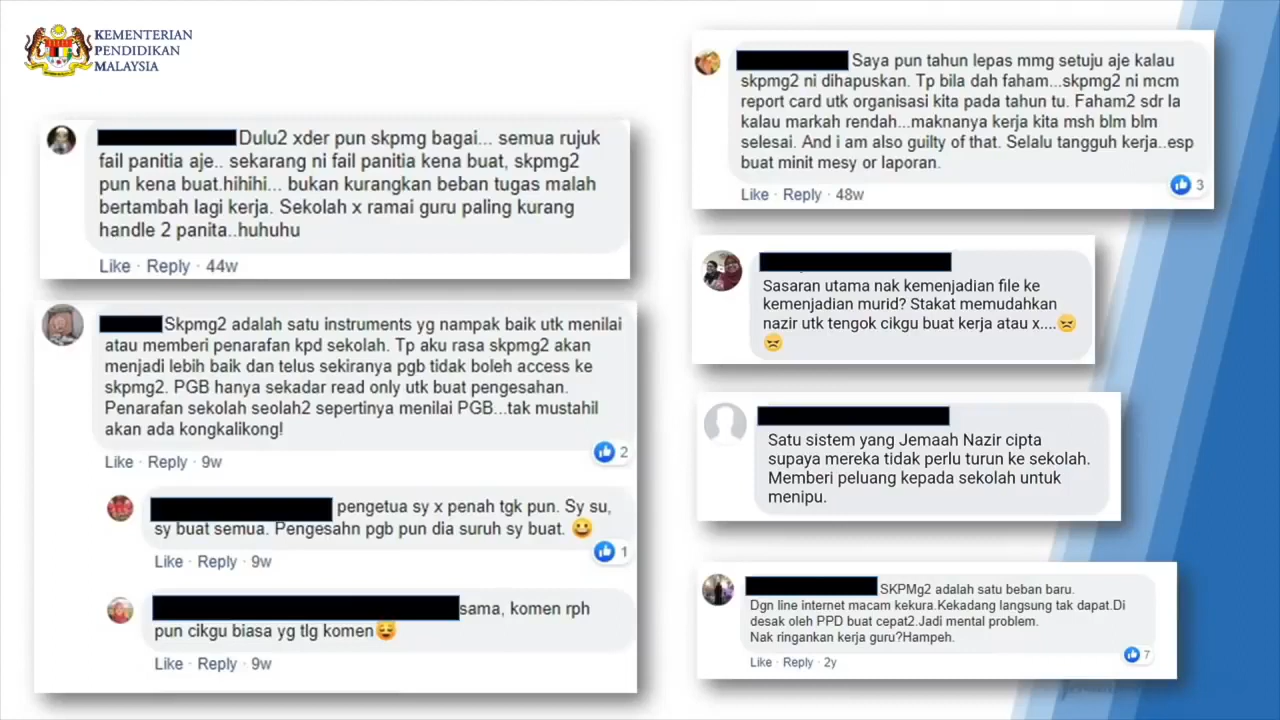 KEMENTERIAN
PENDIDIKAN
MALAYSIA
Dulu2 xder pun skpmg bagai... semua rujuk
fail panitia aje.. sekarang ni fail panitia kena buat, skpmg2
pun kena buat.hihihi... bukan kurangkan beban tugas malah
bertambah lagi kerja. Sekolah x ramai guru paling kurang
handle 2 panita..huhuhu
Like · Reply · 44w
Skpmg2 adalah satu instruments yg nampak baik utk menilai
atau memberi penarafan kpd sekolah. Tp aku rasa skpmg2 akan
menjadi lebih baik dan telus sekiranya pgb tidak boleh access ke
skpmg2. PGB hanya sekadar read only utk buat pengesahan.
Penarafan sekolah seolah2 sepertinya menilai PGB...tak mustahil
akan ada kongkalikong!
Like · Reply · 9w
2
pengetua sy x penah tgk pun. Sy su,
sy buat semua. Pengesahn pgb pun dia suruh sy buat. 😀
Like · Reply · 9w
1
sama, komen rph
pun cikgu biasa yg tlg komen😌
Like · Reply · 9w
Saya pun tahun lepas mmg setuju aje kalau
skpmg2 ni dihapuskan. Tp bila dah faham...skpmg2 ni mcm
report card utk organisasi kita pada tahun tu. Faham2 sdr la
kalau markah rendah...maknanya kerja kita msh blm blm
selesai. And i am also guilty of that. Selalu tangguh kerja..esp
buat minit mesy or laporan.
Like · Reply · 48w
3
Sasaran utama nak kemenjadian file ke
kemenjadian murid? Stakat memudahkan
nazir utk tengok cikgu buat kerja atau x....😠
😠
Satu sistem yang Jemaah Nazir cipta
supaya mereka tidak perlu turun ke sekolah.
Memberi peluang kepada sekolah untuk
menipu.
SKPMg2 adalah satu beban baru.
Dgn line internet macam kekura.Kekadang langsung tak dapat.Di
desak oleh PPD buat cepat2.Jadi mental problem.
Nak ringankan kerja guru?Hampeh.
Like · Reply · 2y
7